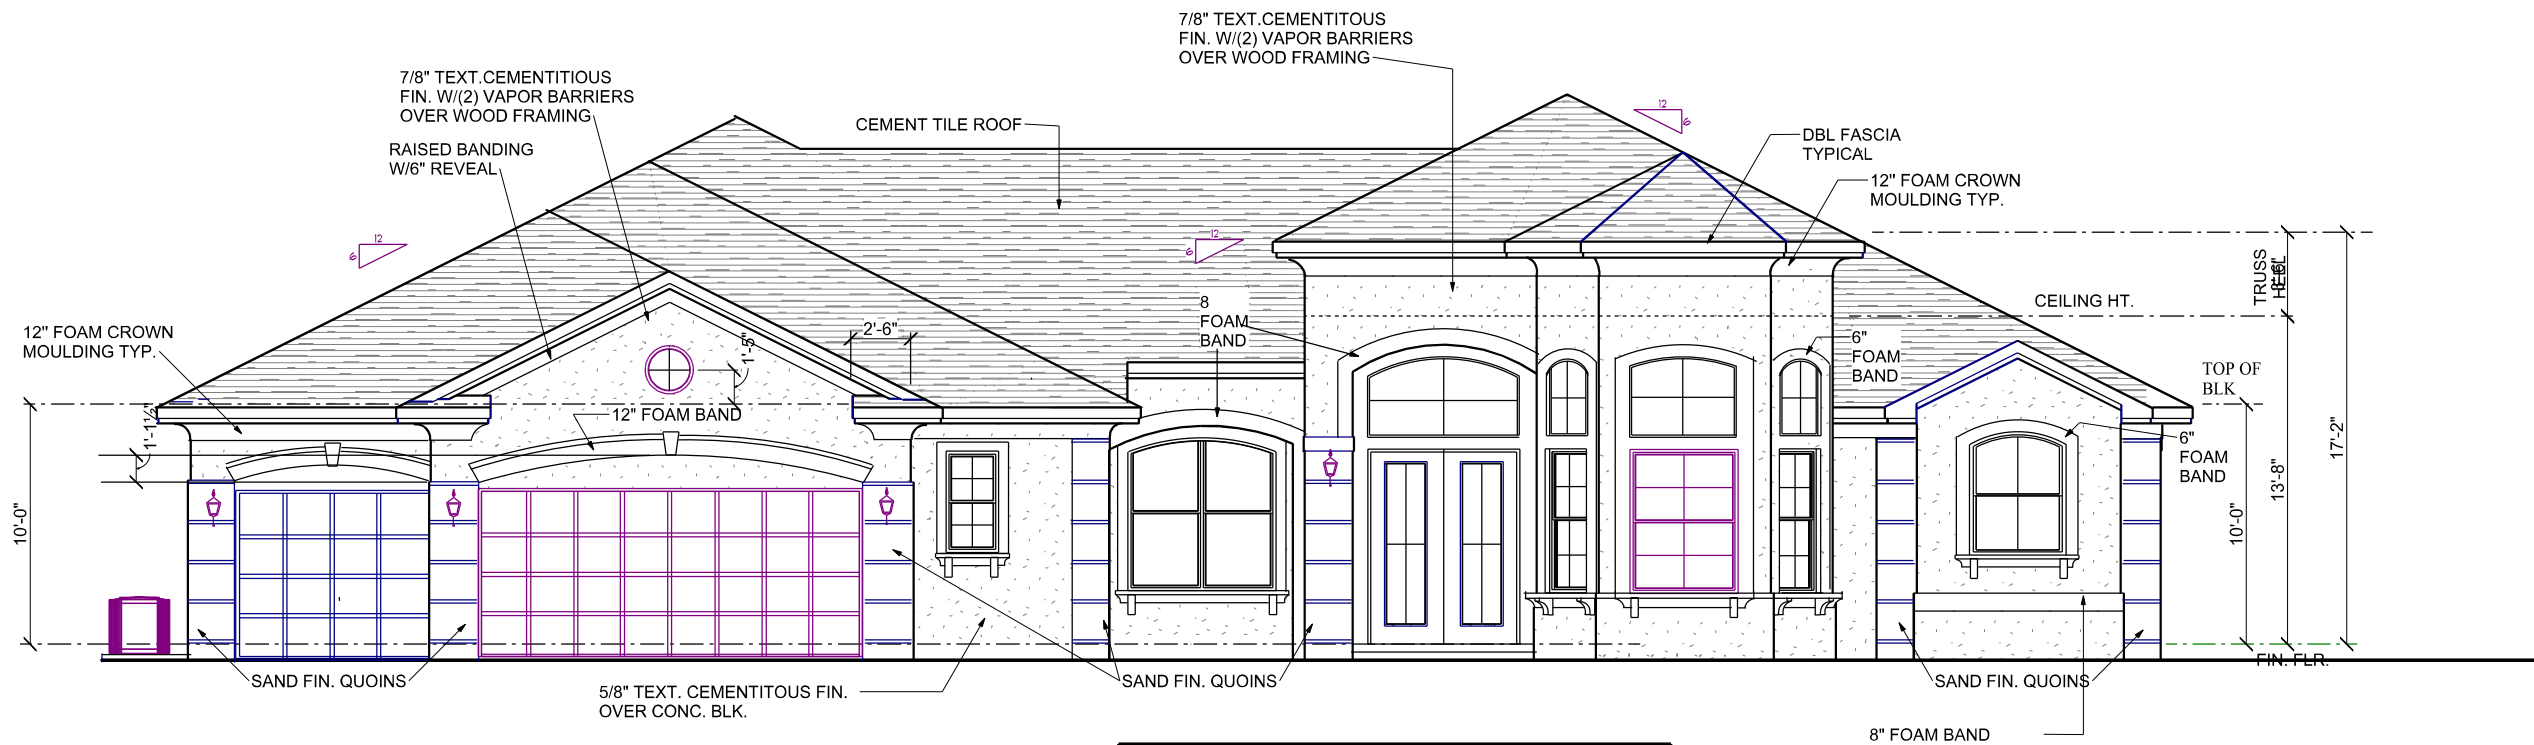 7/8" TEXT.CEMENTITOUS
FIN. W/(2) VAPOR BARRIERS
OVER WOOD FRAMING
7/8" TEXT.CEMENTITIOUS
FIN. W/(2) VAPOR BARRIERS
OVER WOOD FRAMING
RAISED BANDING
W/6" REVEAL
CEMENT TILE ROOF
12
6
DBL FASCIA
TYPICAL
12" FOAM CROWN
MOULDING TYP.
12
6
12
6
TRUSS
HEEL
CEILING HT.
8
FOAM
BAND
2'-6"
1'-5"
12" FOAM CROWN
MOULDING TYP.
6"
FOAM
BAND
TOP OF
BLK
12" FOAM BAND
1'-1½"
6"
FOAM
BAND
10'-0"
10'-0"
13'-8"
17'-2"
FIN. FLR.
SAND FIN. QUOINS
5/8" TEXT. CEMENTITOUS FIN.
OVER CONC. BLK.
SAND FIN. QUOINS
SAND FIN. QUOINS
8" FOAM BAND